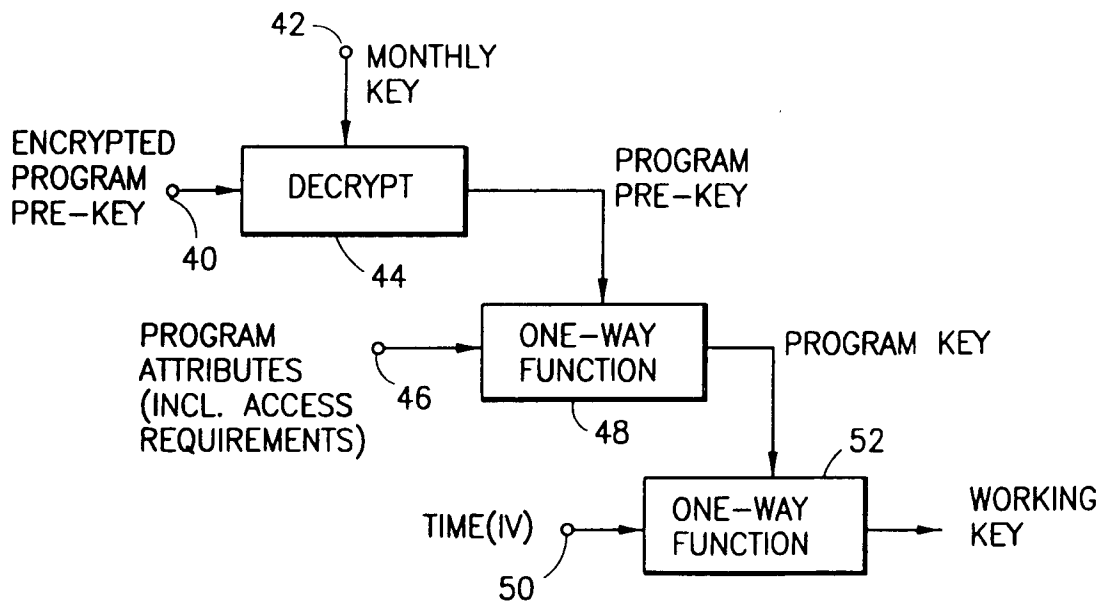 42
MONTHLY
KEY
ENCRYPTED
PROGRAM
PRE-KEY
40
DECRYPT
44
PROGRAM
PRE-KEY
PROGRAM
ATTRIBUTES
(INCL. ACCESS
REQUIREMENTS)
46
ONE-WAY
FUNCTION
48
PROGRAM KEY
52
TIME(IV)
50
ONE-WAY
FUNCTION
WORKING
KEY